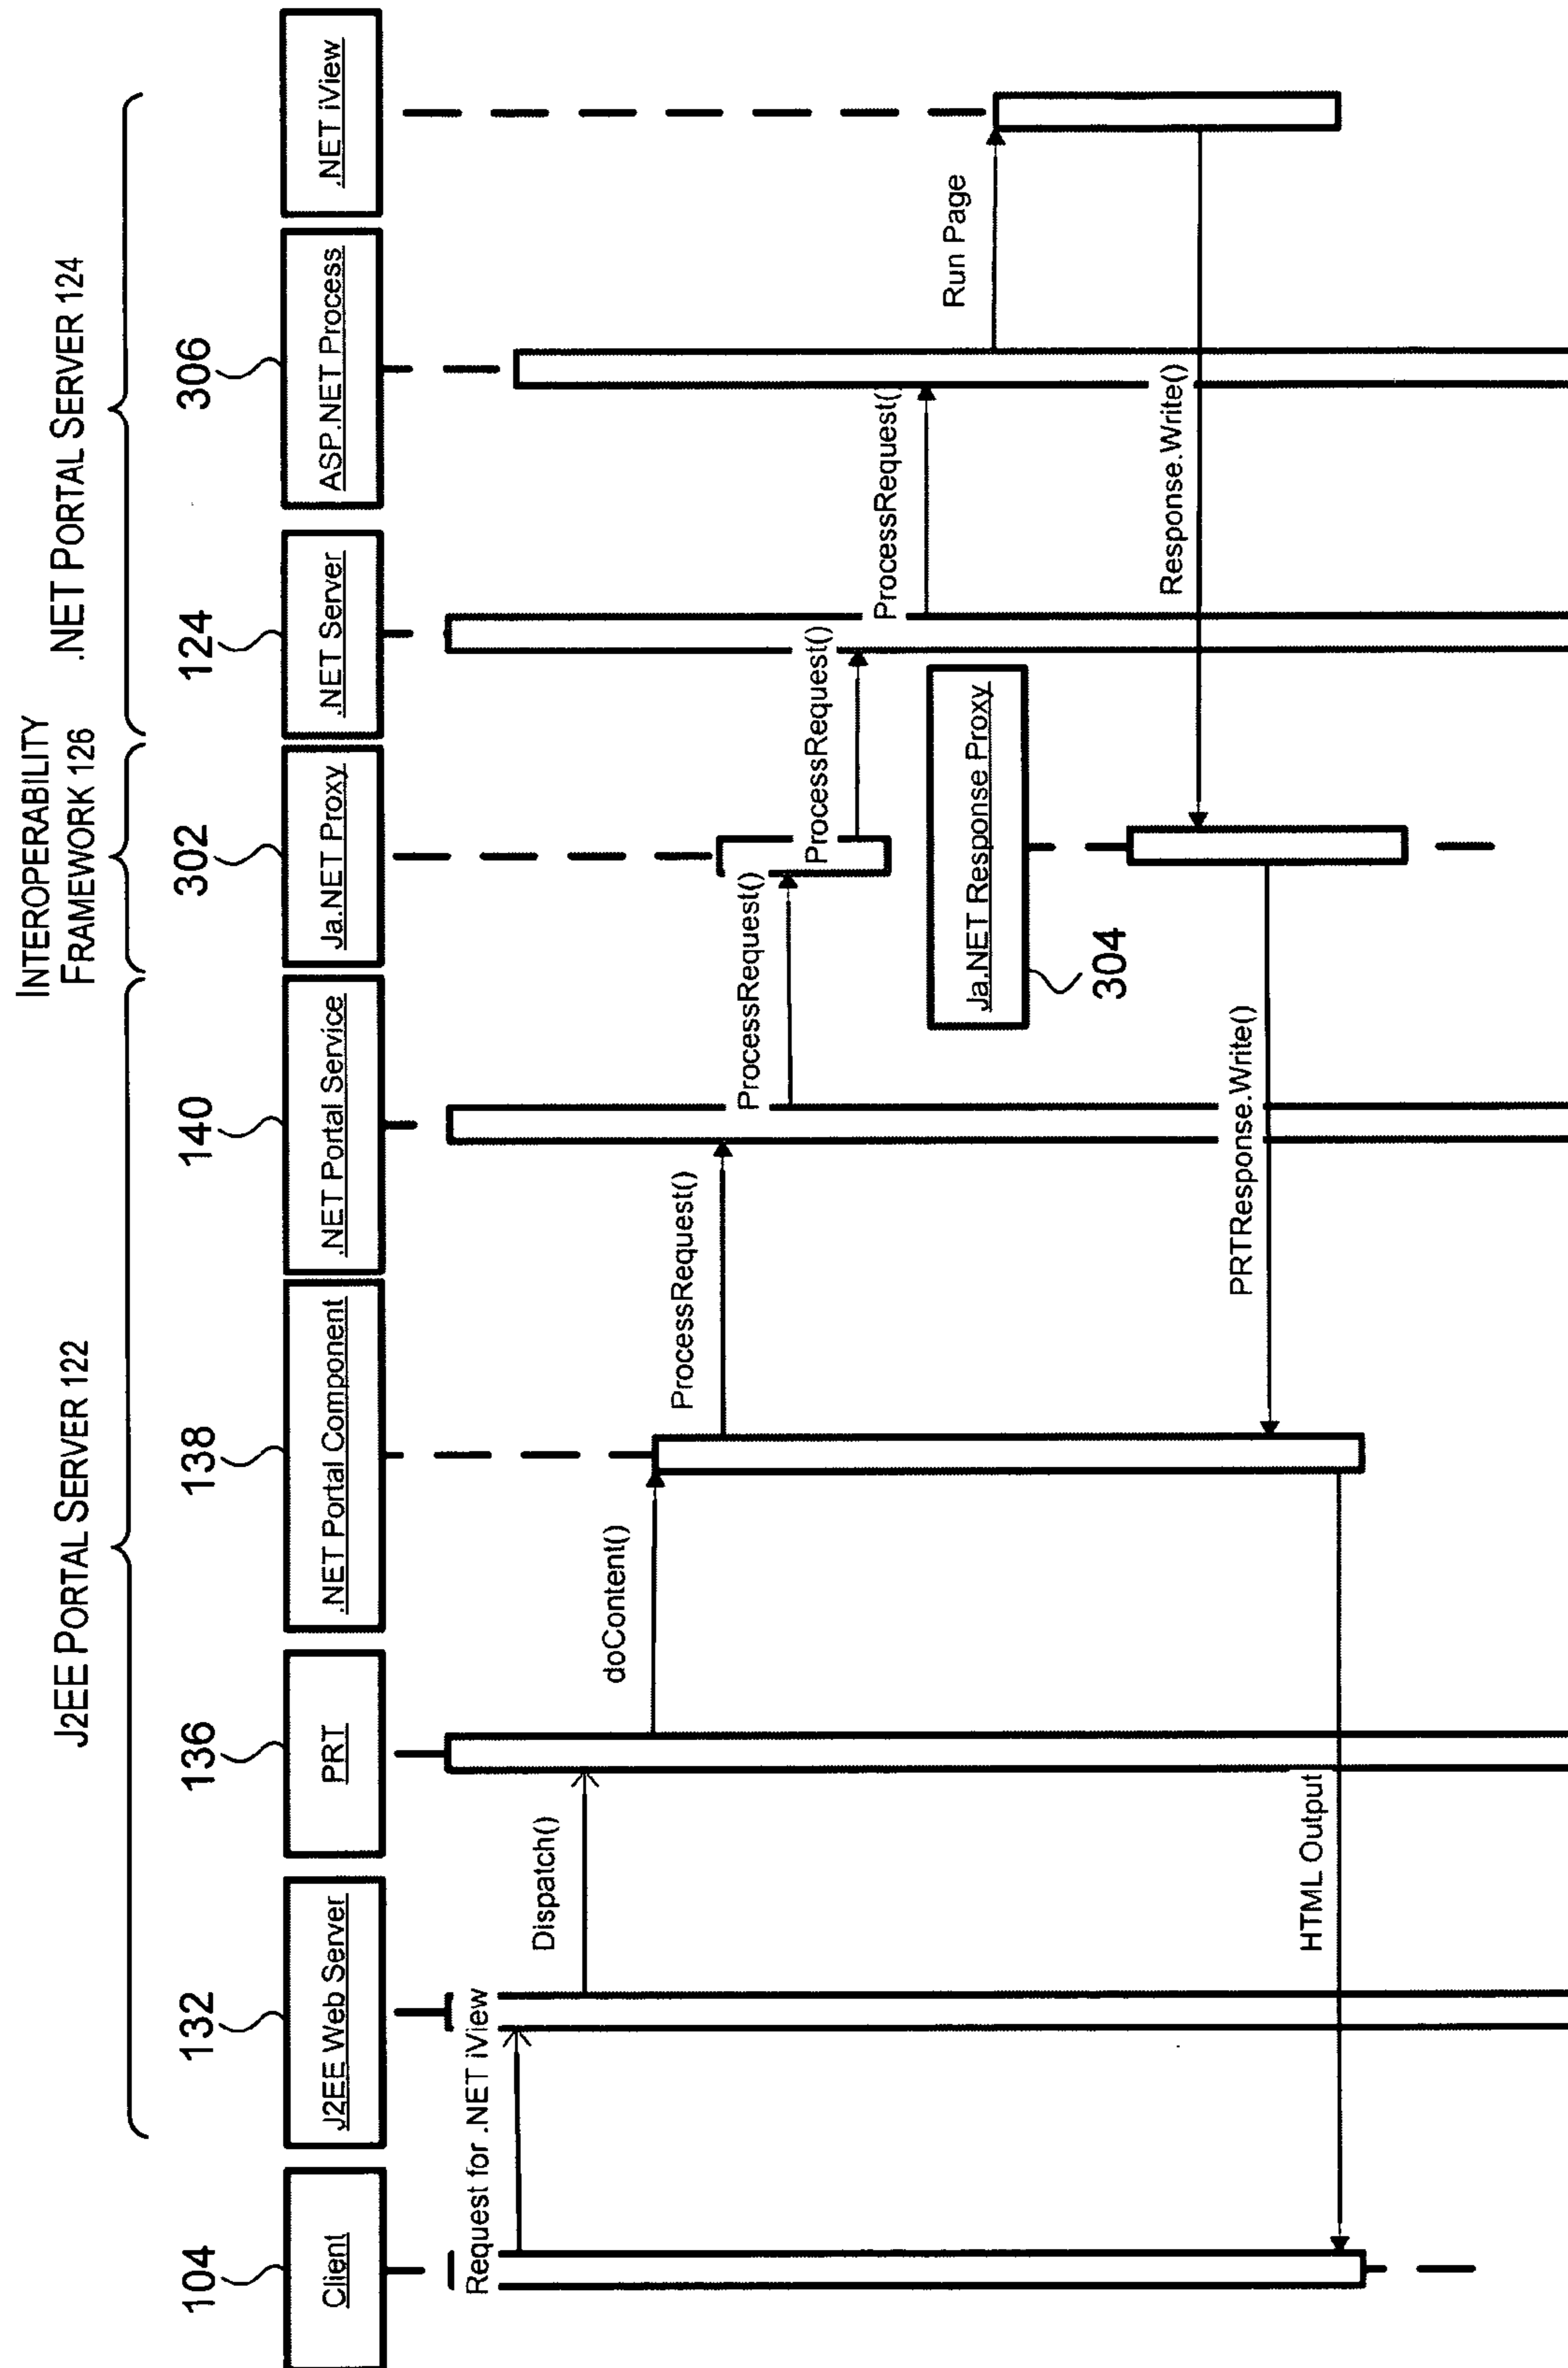 J2EE PORTAL SERVER 122
INTEROPERABILITY
FRAMEWORK 126
.NET PORTAL SERVER 124
104
132
136
138
140
302
124
306
Client
J2EE Web Server
PRT
.NET Portal Component
.NET Portal Service
Ja.NET Proxy
.NET Server
ASP.NET Process
.NET iView
Request for .NET iView
Dispatch()
doContent()
ProcessRequest()
ProcessRequest()
ProcessRequest()
ProcessRequest()
Run Page
Ja.NET Response Proxy
304
Response.Write()
PRTResponse.Write()
HTML Output